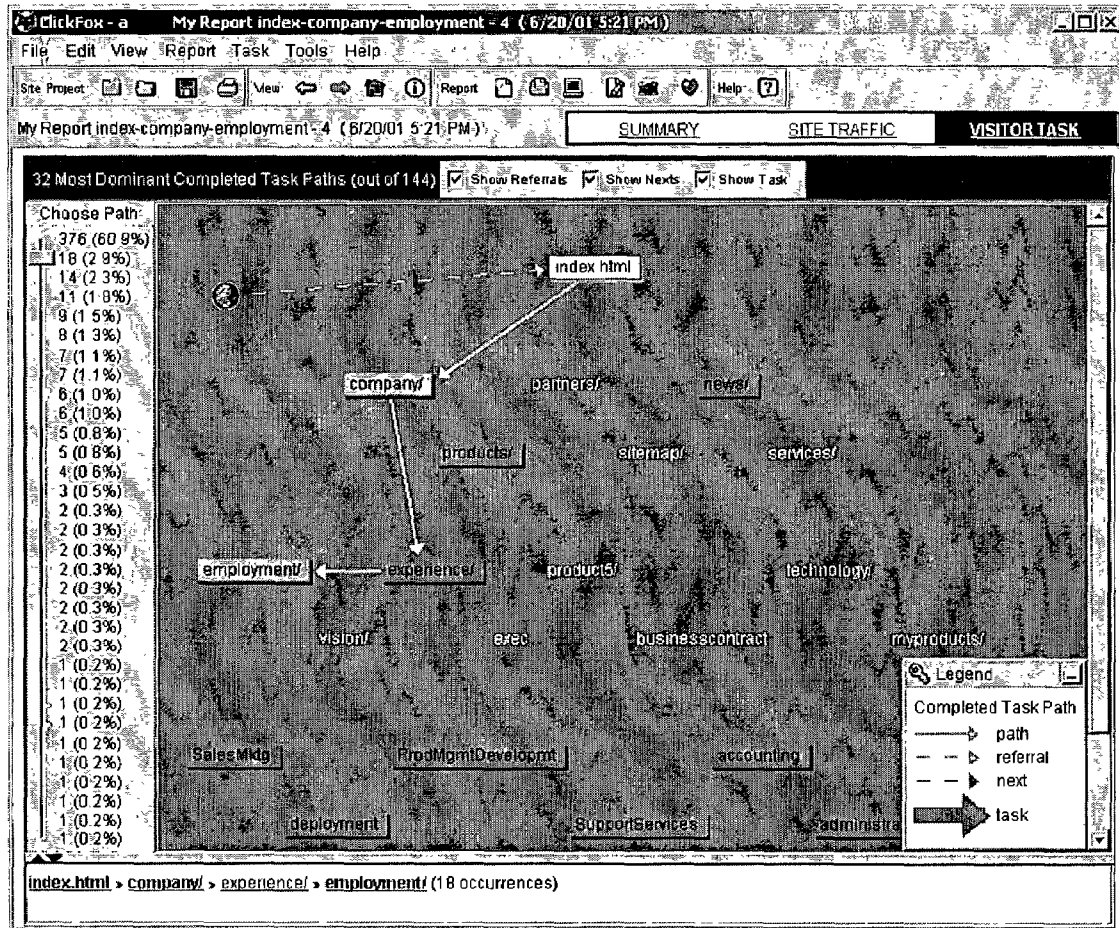 ClickFox - a My Report index-company-employment - 4 ( 6/20/01 5:21 PM )
File Edit View Report Task Tools Help
Site Project View Report Help
My Report index-company-employment - 4 ( 6/20/01 5:21 PM ) SUMMARY SITE TRAFFIC VISITOR TASK
32 Most Dominant Completed Task Paths (out of 144) Show Referrals Show Nexts Show Task
Choose Path:
376 (60.9%)
18 (2.9%)
14 (2.3%)
11 (1.8%)
9 (1.5%)
8 (1.3%)
7 (1.1%)
7 (1.1%)
6 (1.0%)
6 (1.0%)
5 (0.8%)
5 (0.8%)
4 (0.6%)
3 (0.5%)
2 (0.3%)
2 (0.3%)
2 (0.3%)
2 (0.3%)
2 (0.3%)
2 (0.3%)
2 (0.3%)
2 (0.3%)
1 (0.2%)
1 (0.2%)
1 (0.2%)
1 (0.2%)
1 (0.2%)
1 (0.2%)
1 (0.2%)
1 (0.2%)
1 (0.2%)
1 (0.2%)
index.html
company/ partners/ news/
products/ sitemap/ services/
employment/ experience/ product5/ technology/
vision/ exec businesscontract myproducts/
SalesMktg ProdMgmtDevelopmt accounting
deployment SupportServices administra
Legend
Completed Task Path
path
referral
next
task
index.html » company/ » experience/ » employment/ (18 occurrences)